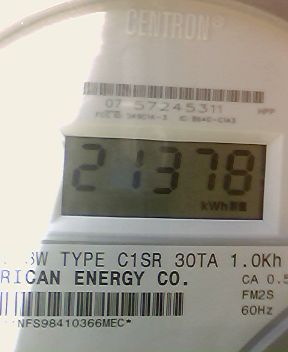 CENTRON®
07 57245311
21378
kWh
3W TYPE C1SR 30TA 1.0Kh
RICAN ENERGY CO. CA 0.5
FM2S
NFS98410366MEC* 60Hz